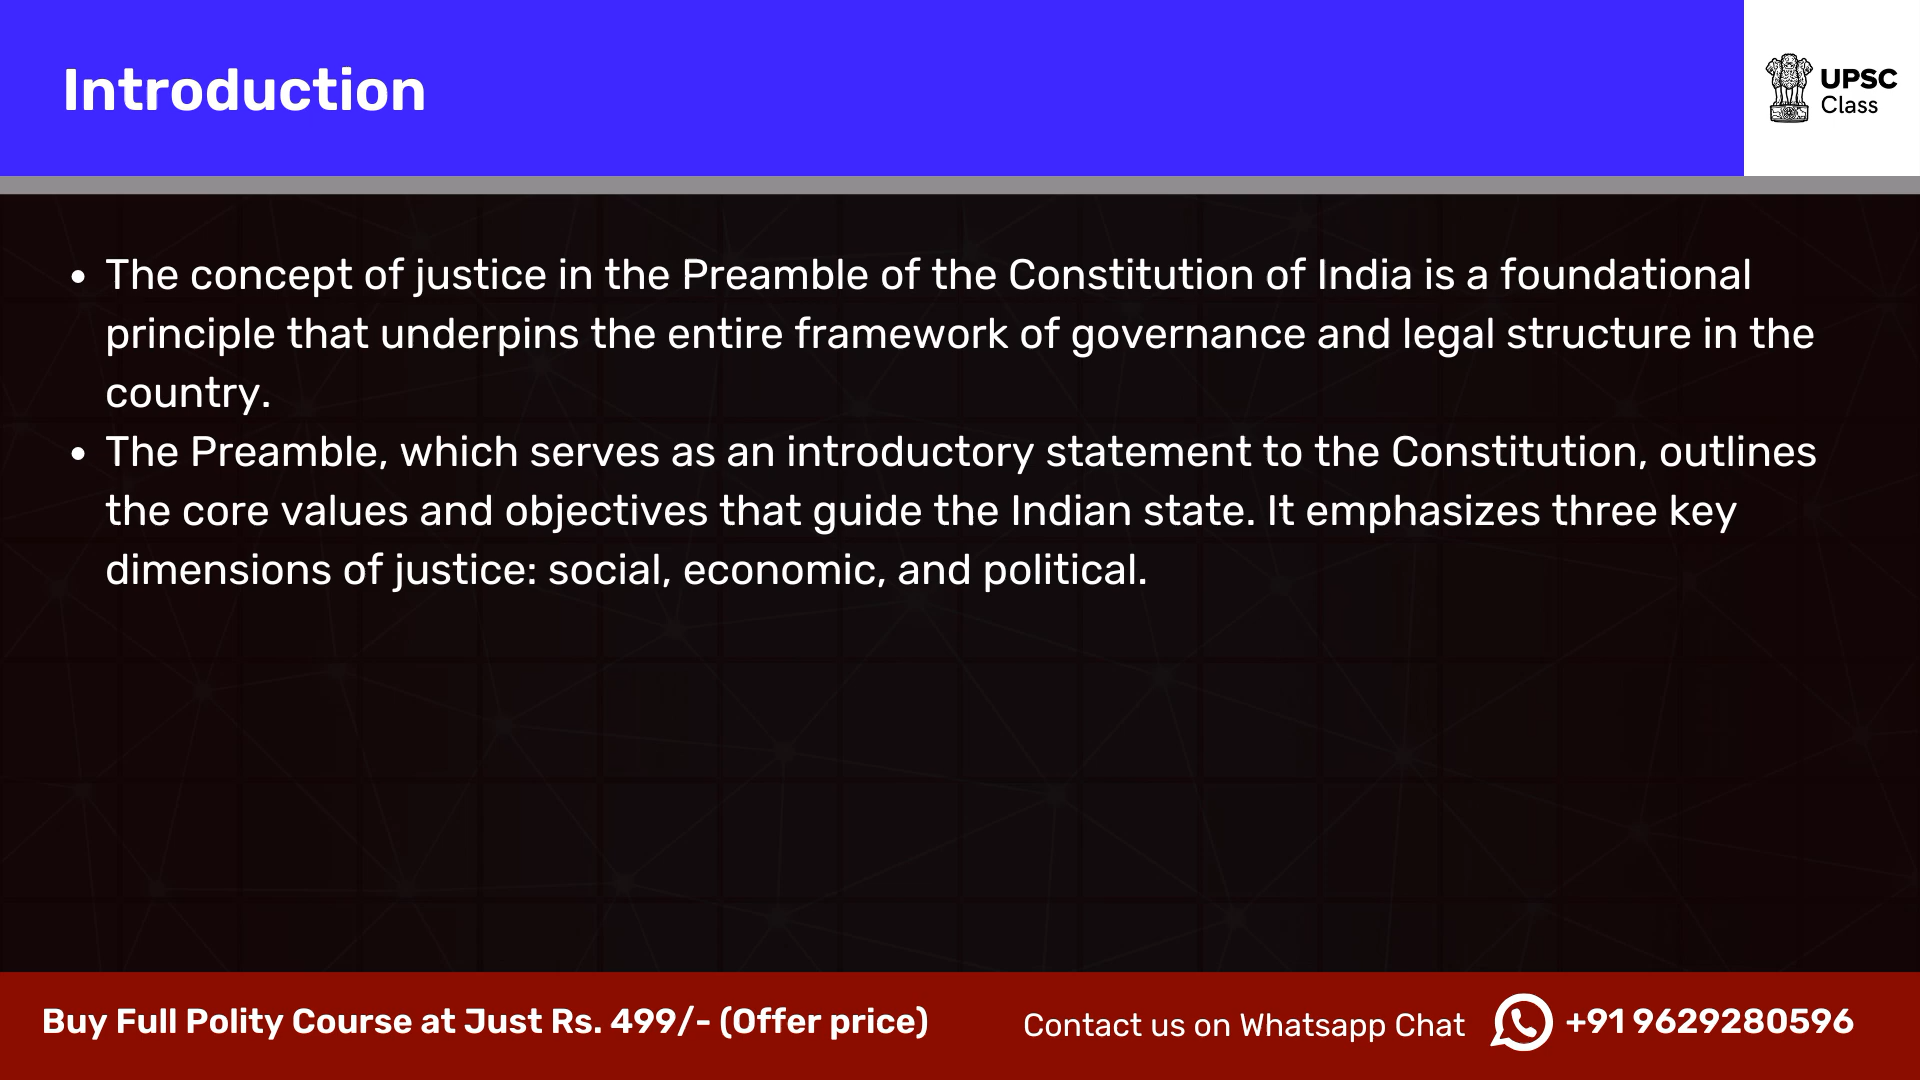 Introduction
UPSC
Class
• The concept of justice in the Preamble of the Constitution of India is a foundational
principle that underpins the entire framework of governance and legal structure in the
country.
• The Preamble, which serves as an introductory statement to the Constitution, outlines
the core values and objectives that guide the Indian state. It emphasizes three key
dimensions of justice: social, economic, and political.
Buy Full Polity Course at Just Rs. 499/- (Offer price)
Contact us on Whatsapp Chat
+91 9629280596